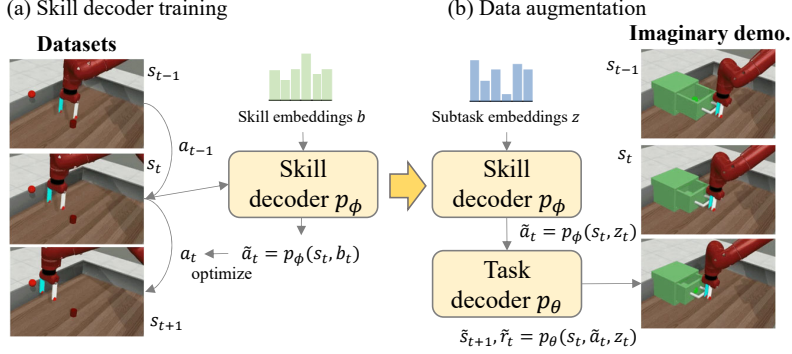 (a) Skill decoder training
(b) Data augmentation
Datasets
Imaginary demo.
s_{t-1}
a_{t-1}
s_t
s_{t+1}
Skill embeddings b
Skill
decoder p_ϕ
a_t
optimize
ã_t = p_ϕ(s_t, b_t)
Subtask embeddings z
Skill
decoder p_ϕ
ã_t = p_ϕ(s_t, z_t)
Task
decoder p_θ
s̃_{t+1}, r̃_t = p_θ(s_t, ã_t, z_t)
s_{t-1}
s_t